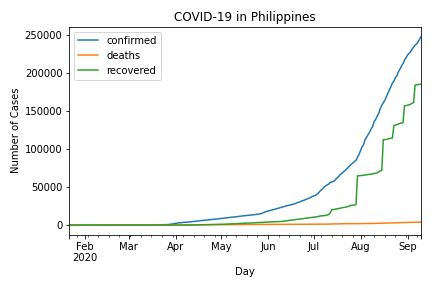 COVID-19 in Philippines
confirmed
deaths
recovered
Number of Cases
250000
200000
150000
100000
50000
0
Feb Mar Apr May Jun Jul Aug Sep
2020
Day